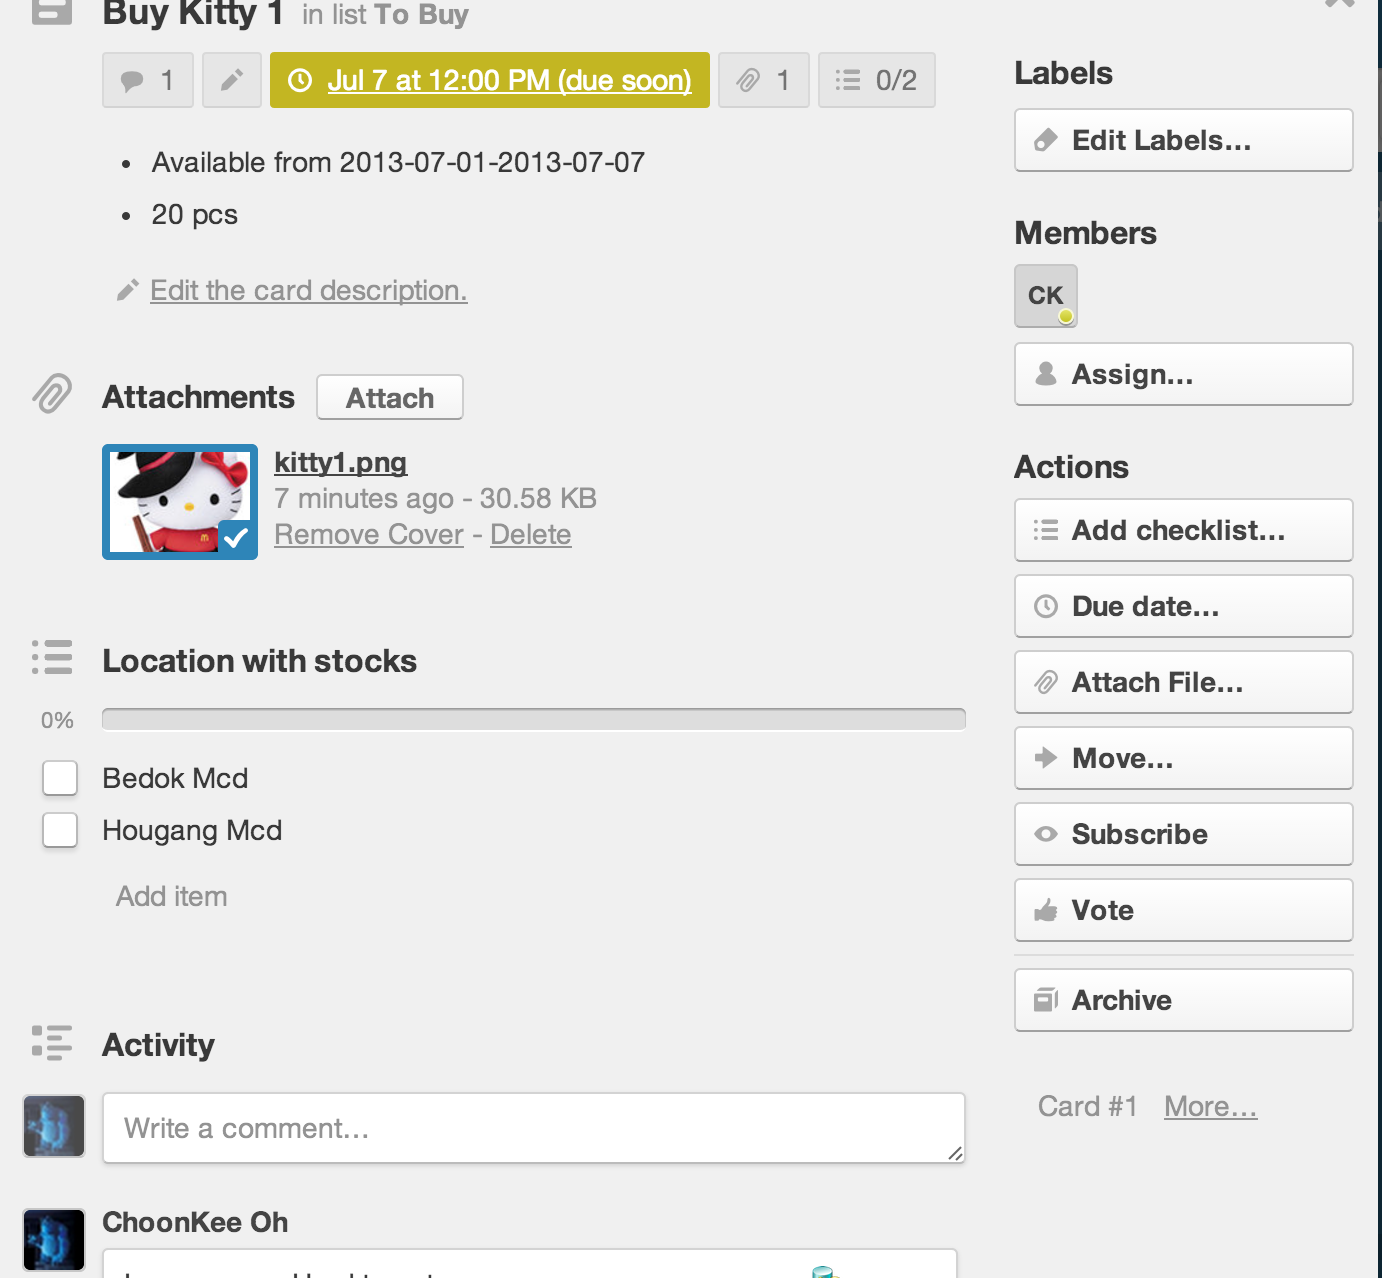 Buy Kitty 1 in list To Buy
1
Jul 7 at 12:00 PM (due soon)
1
0/2
Available from 2013-07-01-2013-07-07
20 pcs
Edit the card description.
Attachments
Attach
kitty1.png
7 minutes ago - 30.58 KB
Remove Cover - Delete
Location with stocks
0%
Bedok Mcd
Hougang Mcd
Add item
Activity
Write a comment...
ChoonKee Oh
Labels
Edit Labels...
Members
CK
Assign...
Actions
Add checklist...
Due date...
Attach File...
Move...
Subscribe
Vote
Archive
Card #1 More...